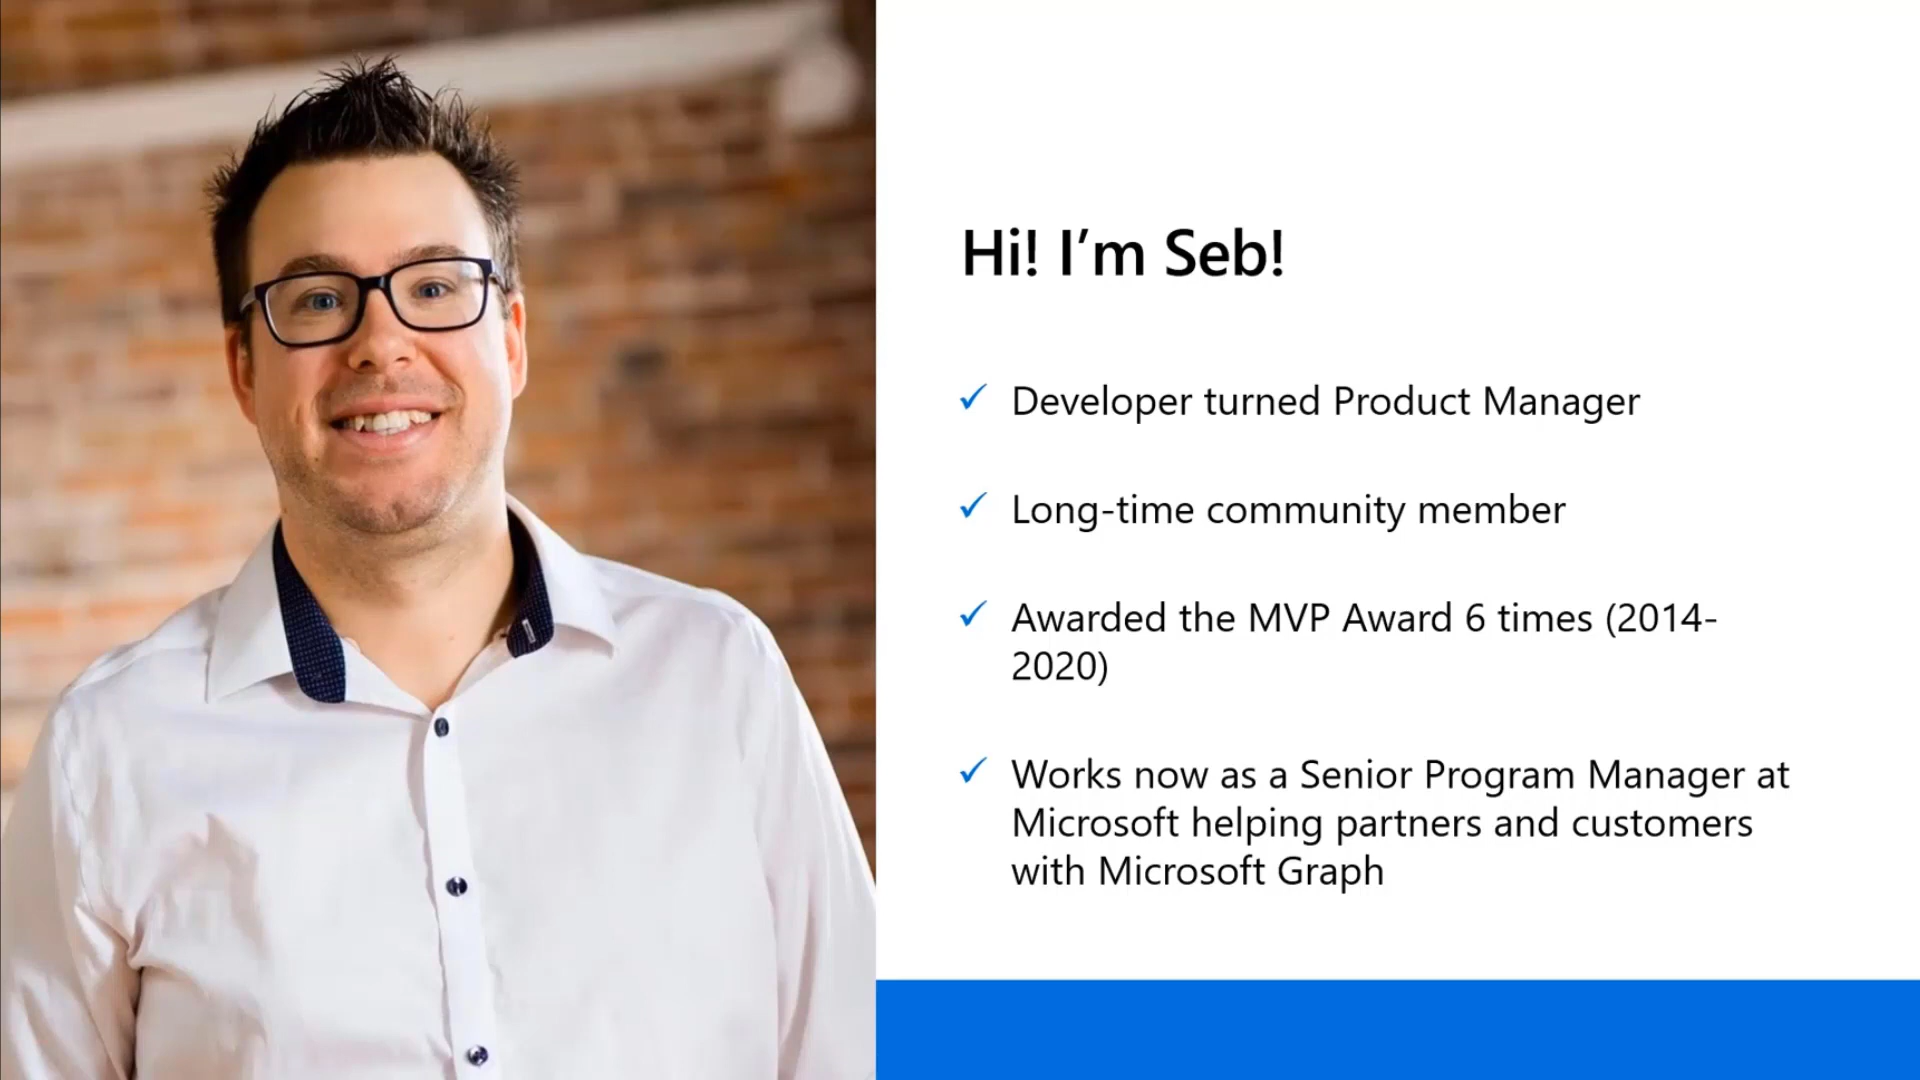 Hi! I’m Seb!
Developer turned Product Manager
Long-time community member
Awarded the MVP Award 6 times (2014-
2020)
Works now as a Senior Program Manager at
Microsoft helping partners and customers
with Microsoft Graph